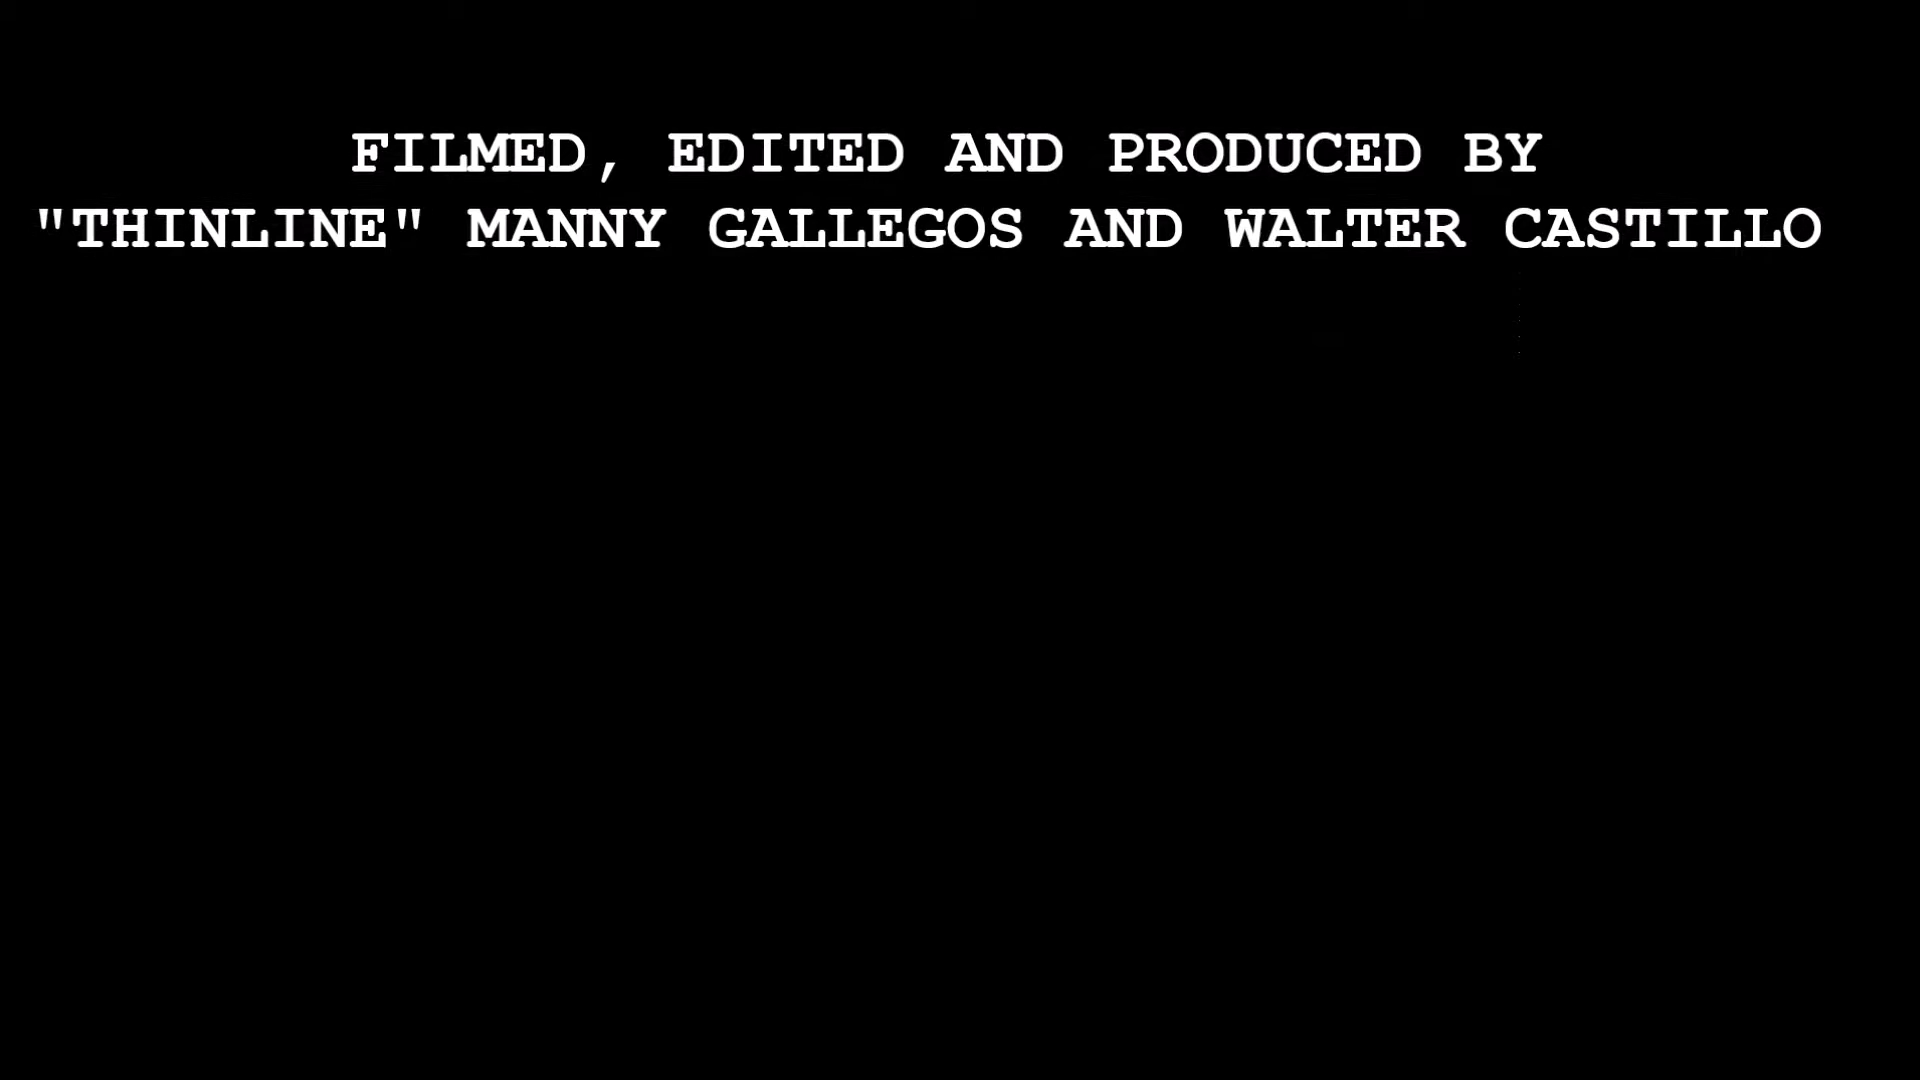 FILMED, EDITED AND PRODUCED BY
"THINLINE" MANNY GALLEGOS AND WALTER CASTILLO